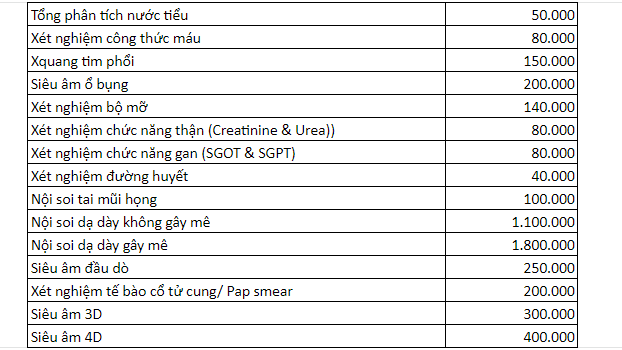 Tổng phân tích nước tiểu 50.000
Xét nghiệm công thức máu 80.000
Xquang tim phổi 150.000
Siêu âm ổ bụng 200.000
Xét nghiệm bộ mỡ 140.000
Xét nghiệm chức năng thận (Creatinine & Urea)) 80.000
Xét nghiệm chức năng gan (SGOT & SGPT) 80.000
Xét nghiệm đường huyết 40.000
Nội soi tai mũi họng 100.000
Nội soi dạ dày không gây mê 1.100.000
Nội soi dạ dày gây mê 1.800.000
Siêu âm đầu dò 250.000
Xét nghiệm tế bào cổ tử cung/ Pap smear 200.000
Siêu âm 3D 300.000
Siêu âm 4D 400.000